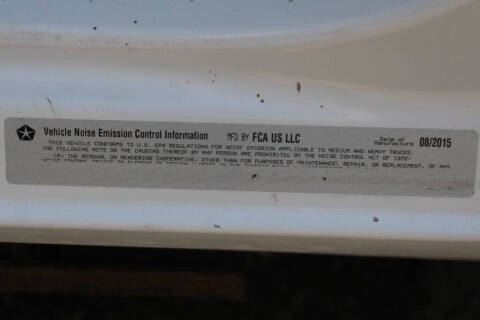 Vehicle Noise Emission Control Information MFD BY FCA US LLC Date of Manufacture 08/2015
THIS VEHICLE CONFORMS TO U.S. EPA REGULATIONS FOR NOISE EMISSION APPLICABLE TO MEDIUM AND HEAVY TRUCKS.
THE FOLLOWING ACTS OR THE CAUSING THEREOF BY ANY PERSON ARE PROHIBITED BY THE NOISE CONTROL ACT OF 1972:
(A) THE REMOVAL OR RENDERING INOPERATIVE, OTHER THAN FOR PURPOSES OF MAINTENANCE, REPAIR, OR REPLACEMENT, OF ANY